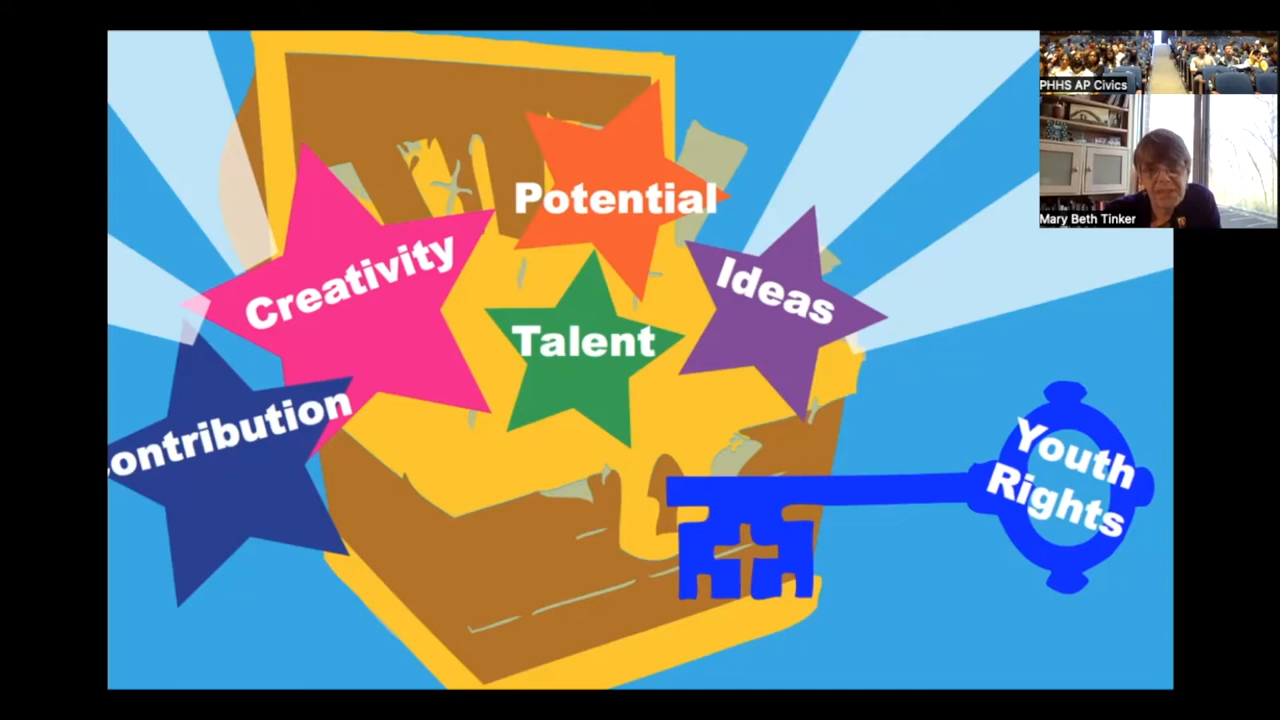 PHHS AP Civics
Mary Beth Tinker
Potential
Creativity
Ideas
Talent
ontribution
Youth
Rights